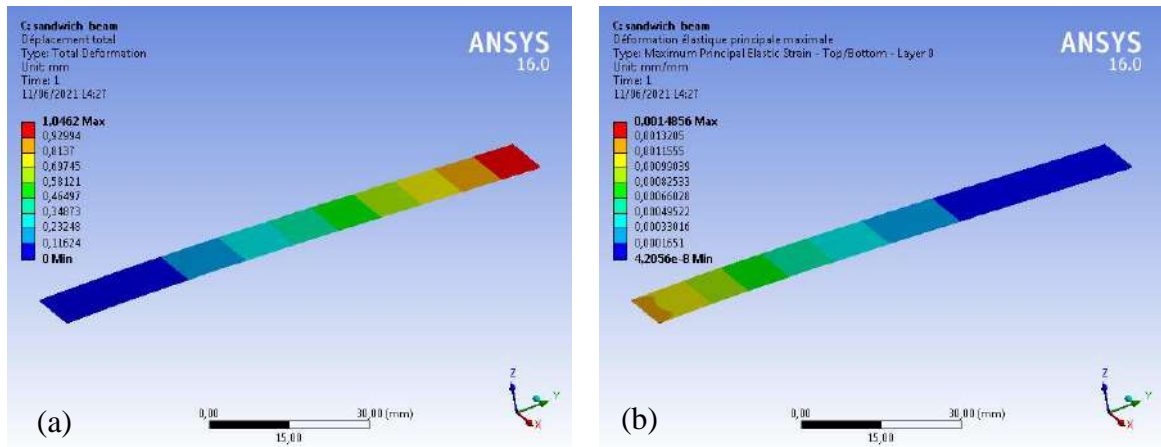 C: sandwich_beam
Déplacement total
Type: Total Deformation
Unit: mm
Time: 1
11/06/2021 14:27
1,0462 Max
0,92994
0,8137
0,69745
0,58121
0,46497
0,34873
0,23248
0,11624
0 Min
ANSYS
16.0
Z
Y
X
0,00
30,00 (mm)
15,00
(a)
C: sandwich_beam
Déformation élastique principale maximale
Type: Maximum Principal Elastic Strain - Top/Bottom - Layer 0
Unit: mm/mm
Time: 1
11/06/2021 14:27
0,0014856 Max
0,0013205
0,0011555
0,00099039
0,00082533
0,00066028
0,00049522
0,00033016
0,0001651
4,2056e-8 Min
ANSYS
16.0
Z
Y
X
0,00
30,00 (mm)
15,00
(b)